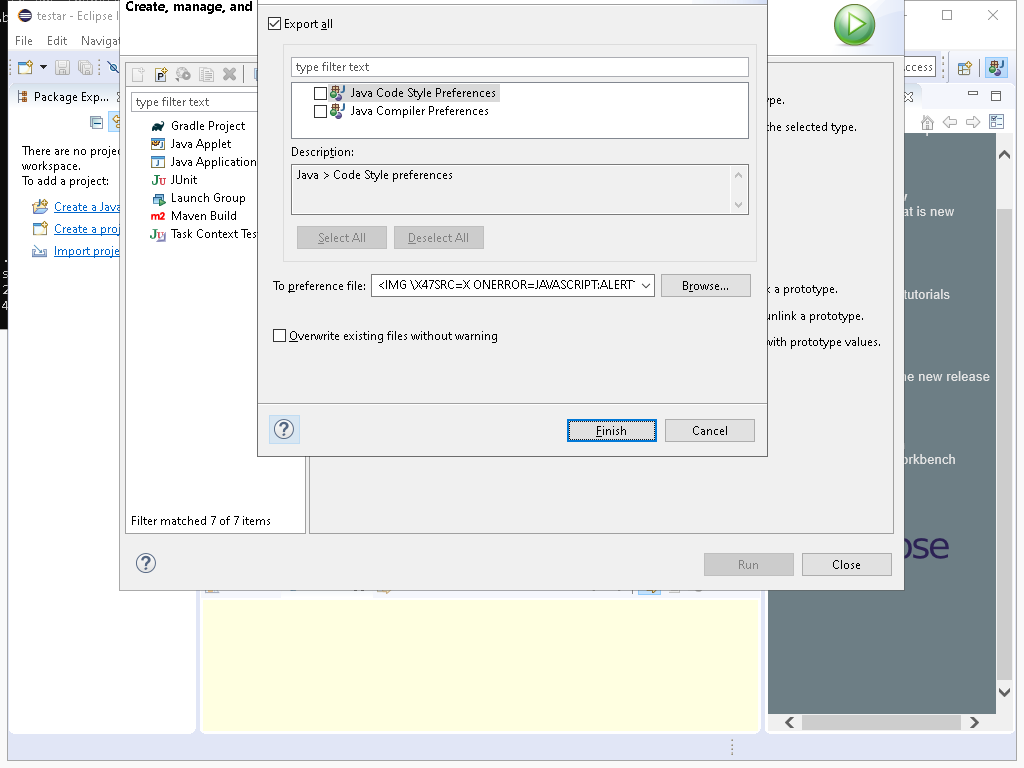 testar - Eclipse I
Create, manage, and
File Edit Naviga
Export all
type filter text
Java Code Style Preferences
Java Compiler Preferences
Description:
Java > Code Style preferences
Select All Deselect All
To preference file: <IMG \X47SRC=X ONERROR=JAVASCRIPT:ALERT Browse...
Overwrite existing files without warning
Finish Cancel
Package Exp...
There are no proje
workspace.
To add a project:
Create a Java
Create a proj
Import proje
type filter text
Gradle Project
Java Applet
Java Application
JUnit
Launch Group
m2 Maven Build
Task Context Tes
Filter matched 7 of 7 items
ype.
the selected type.
k a prototype.
unlink a prototype.
with prototype values.
Run Close
ccess
at is new
tutorials
he new release
orkbench
ose